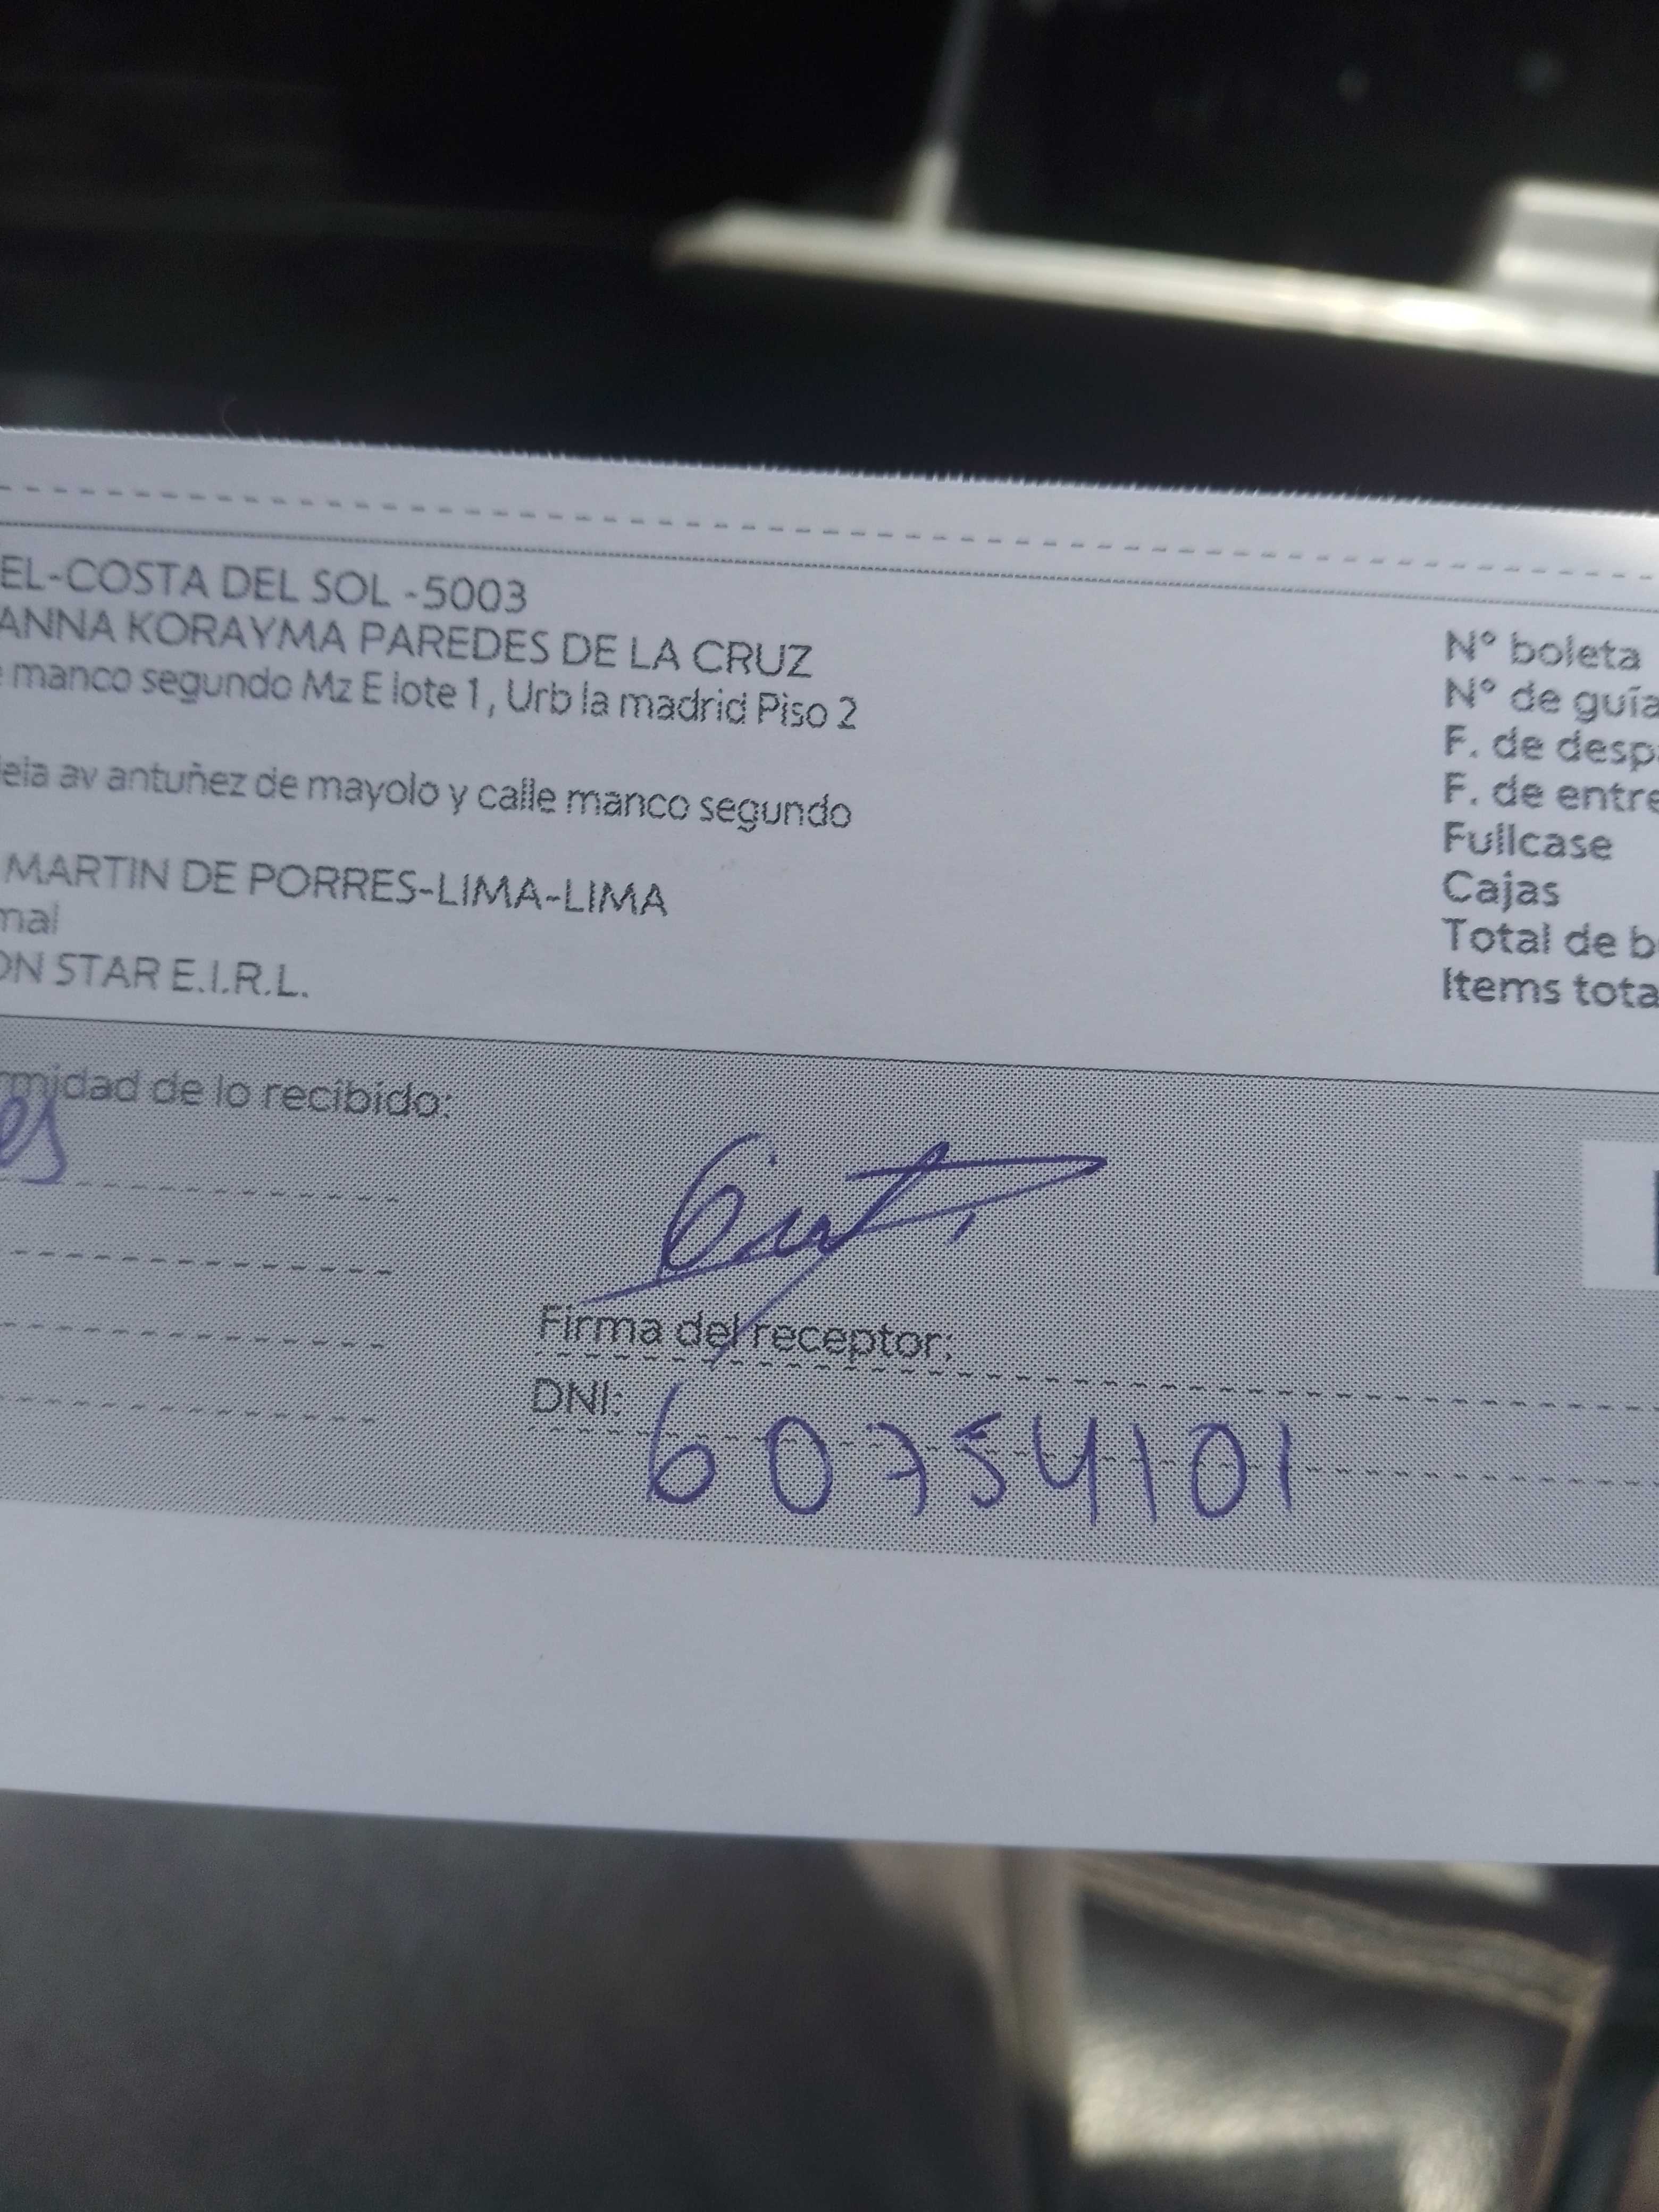 EL-COSTA DEL SOL -5003
ANNA KORAYMA PAREDES DE LA CRUZ
manco segundo Mz E lote 1, Urb la madrid Piso 2
av antuñez de mayolo y calle manco segundo
MARTIN DE PORRES-LIMA-LIMA
mal
ON STAR E.I.R.L.
N° boleta
N° de guía
F. de desp
F. de entre
Fullcase
Cajas
Total de b
Items tota
rmidad de lo recibido:
es
Firma del receptor:
DNI: 60754101